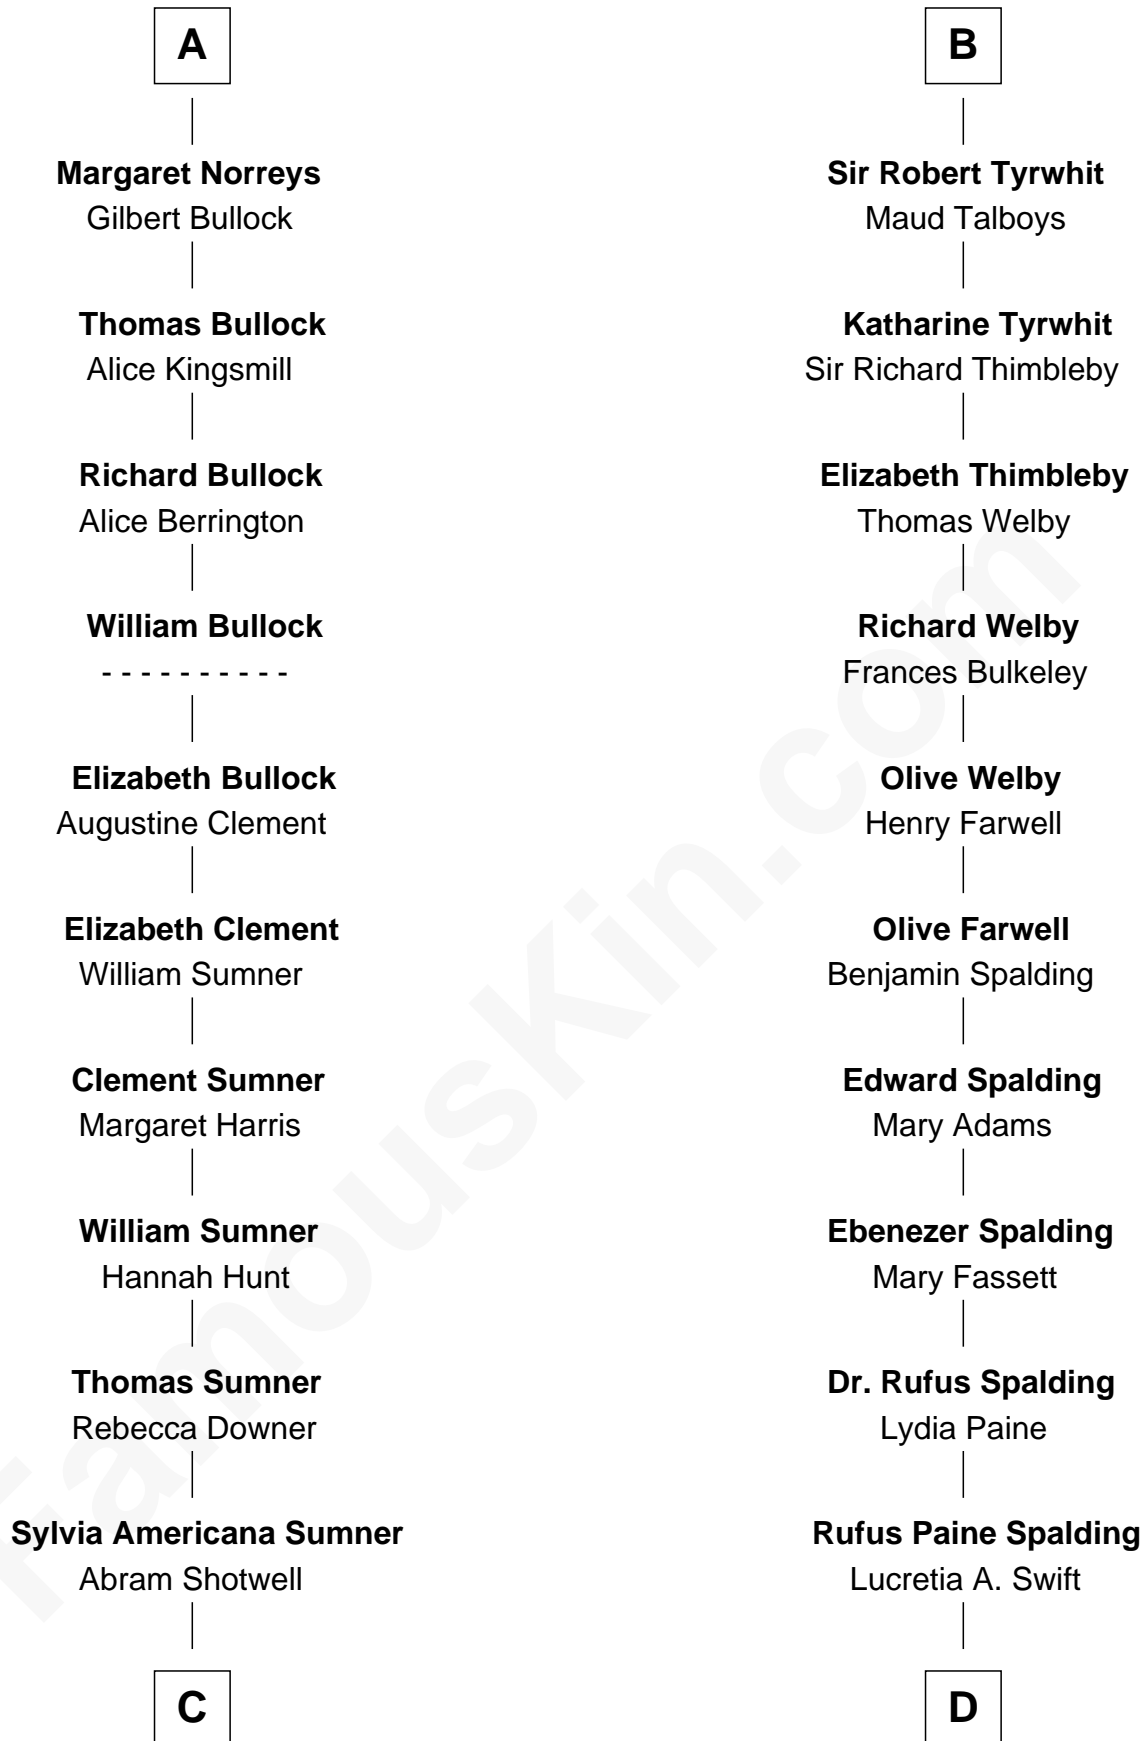 A
Margaret Norreys
Gilbert Bullock
Thomas Bullock
Alice Kingsmill
Richard Bullock
Alice Berrington
William Bullock
- - - - - - - - - -
Elizabeth Bullock
Augustine Clement
Elizabeth Clement
William Sumner
Clement Sumner
Margaret Harris
William Sumner
Hannah Hunt
Thomas Sumner
Rebecca Downer
Sylvia Americana Sumner
Abram Shotwell
C
B
Sir Robert Tyrwhit
Maud Talboys
Katharine Tyrwhit
Sir Richard Thimbleby
Elizabeth Thimbleby
Thomas Welby
Richard Welby
Frances Bulkeley
Olive Welby
Henry Farwell
Olive Farwell
Benjamin Spalding
Edward Spalding
Mary Adams
Ebenezer Spalding
Mary Fassett
Dr. Rufus Spalding
Lydia Paine
Rufus Paine Spalding
Lucretia A. Swift
D
FamousKin.com